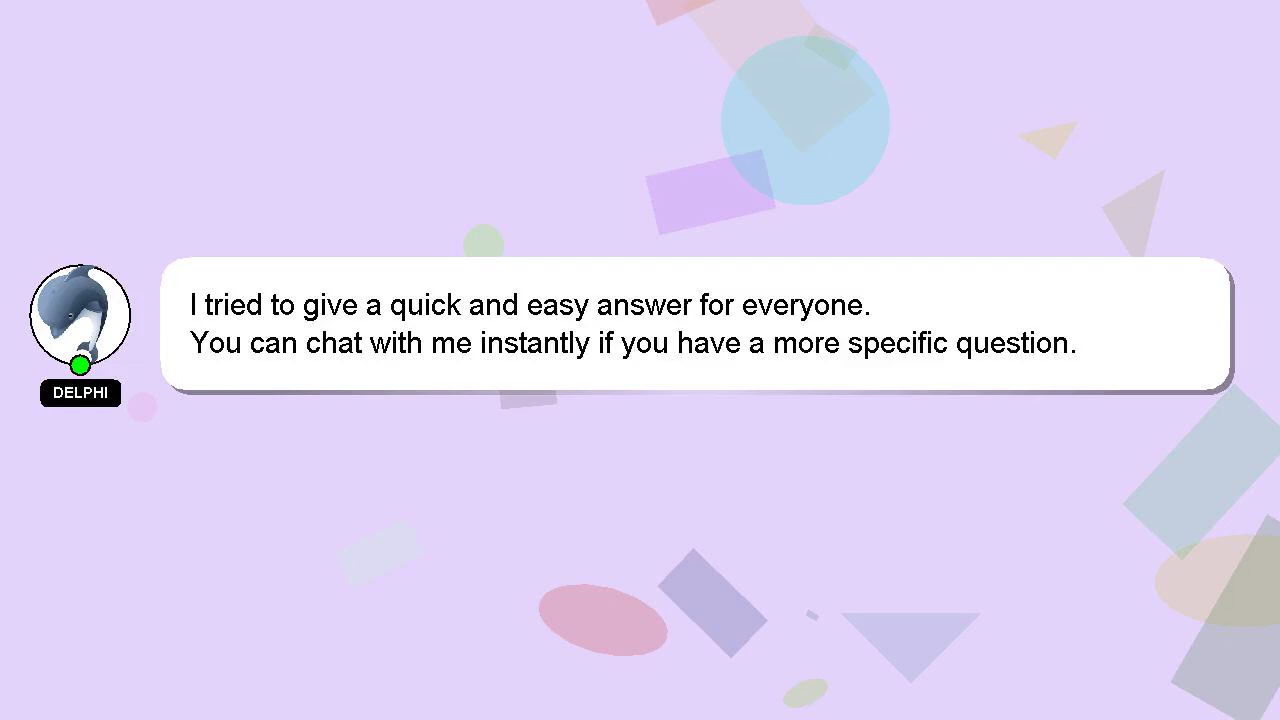 I tried to give a quick and easy answer for everyone.
You can chat with me instantly if you have a more specific question.
DELPHI